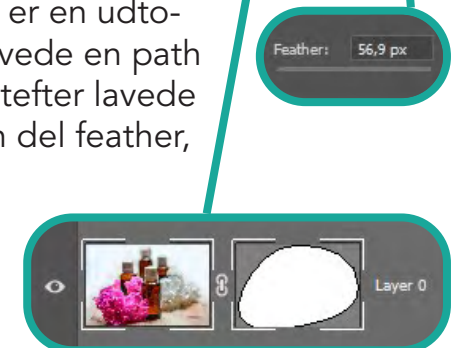 er en udto-
vede en path
tefter lavede
del feather,
Feather: 56,9 px
Layer 0